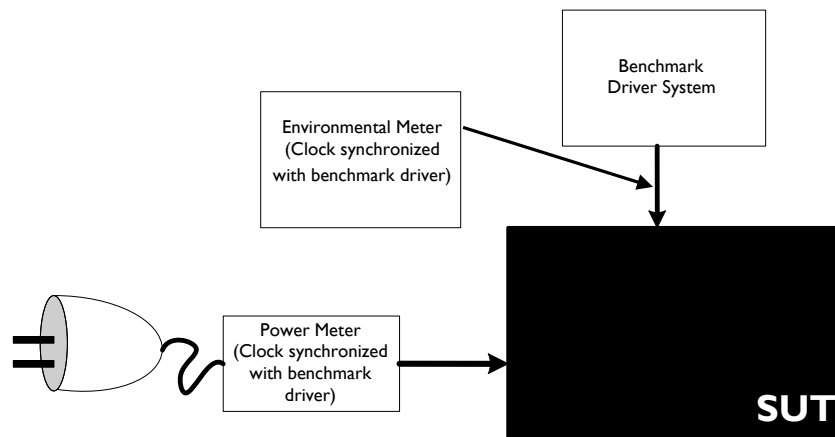 Benchmark
Driver System
Environmental Meter
(Clock synchronized
with benchmark driver)
Power Meter
(Clock synchronized
with benchmark
driver)
SUT